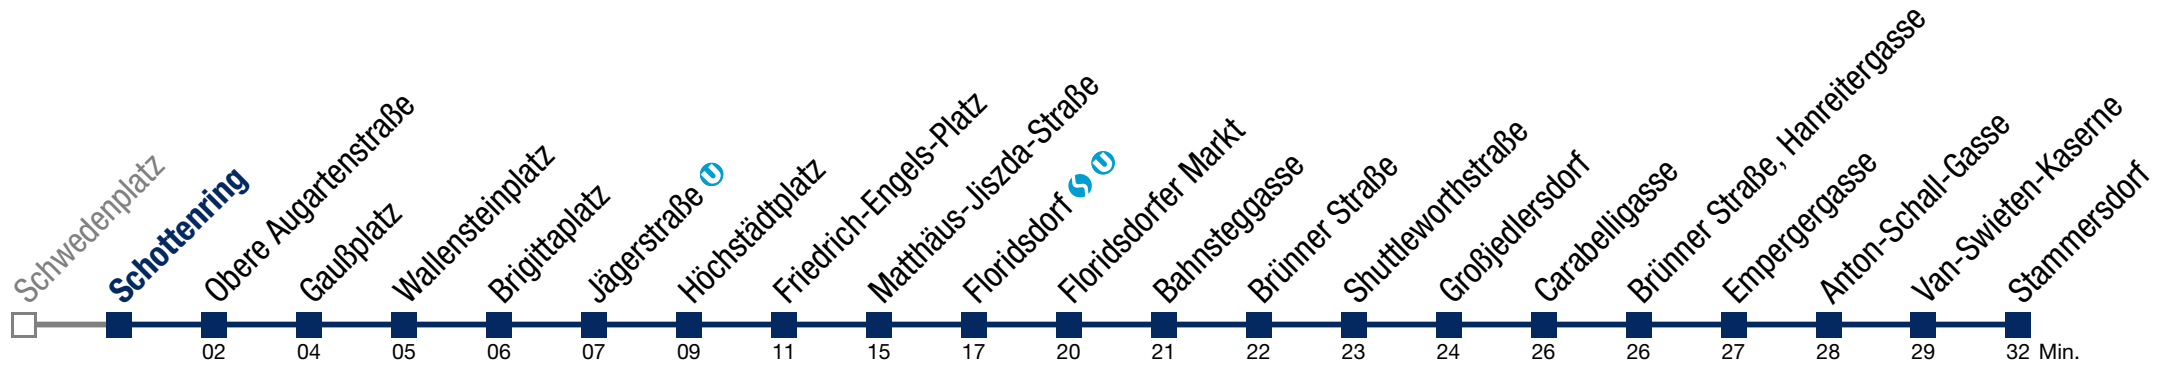 Schwedenplatz
Schottenring
Obere Augartenstraße
Gaußplatz
Wallensteinplatz
Brigittaplatz
Jägerstraße U
Höchstädtplatz
Friedrich-Engels-Platz
Matthäus-Jiszda-Straße
Floridsdorf S U
Floridsdorfer Markt
Bahnsteggasse
Brünner Straße
Shuttleworthstraße
Großjedlersdorf
Carabelligasse
Brünner Straße, Hanreitergasse
Empergergasse
Anton-Schall-Gasse
Van-Swieten-Kaserne
Stammersdorf
02 04 05 06 07 09 11 15 17 20 21 22 23 24 26 26 27 28 29 32 Min.